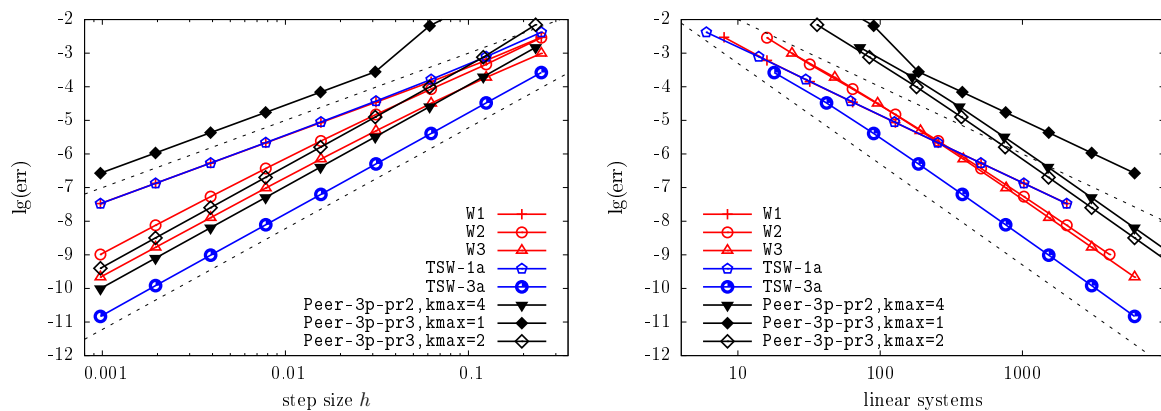 lg(err)
-2
-3
-4
-5
-6
-7
-8
-9
-10
-11
-12
0.001
0.01
0.1
step size h
W1
W2
W3
TSW-1a
TSW-3a
Peer-3p-pr2,kmax=4
Peer-3p-pr3,kmax=1
Peer-3p-pr3,kmax=2
lg(err)
-2
-3
-4
-5
-6
-7
-8
-9
-10
-11
-12
10
100
1000
linear systems
W1
W2
W3
TSW-1a
TSW-3a
Peer-3p-pr2,kmax=4
Peer-3p-pr3,kmax=1
Peer-3p-pr3,kmax=2